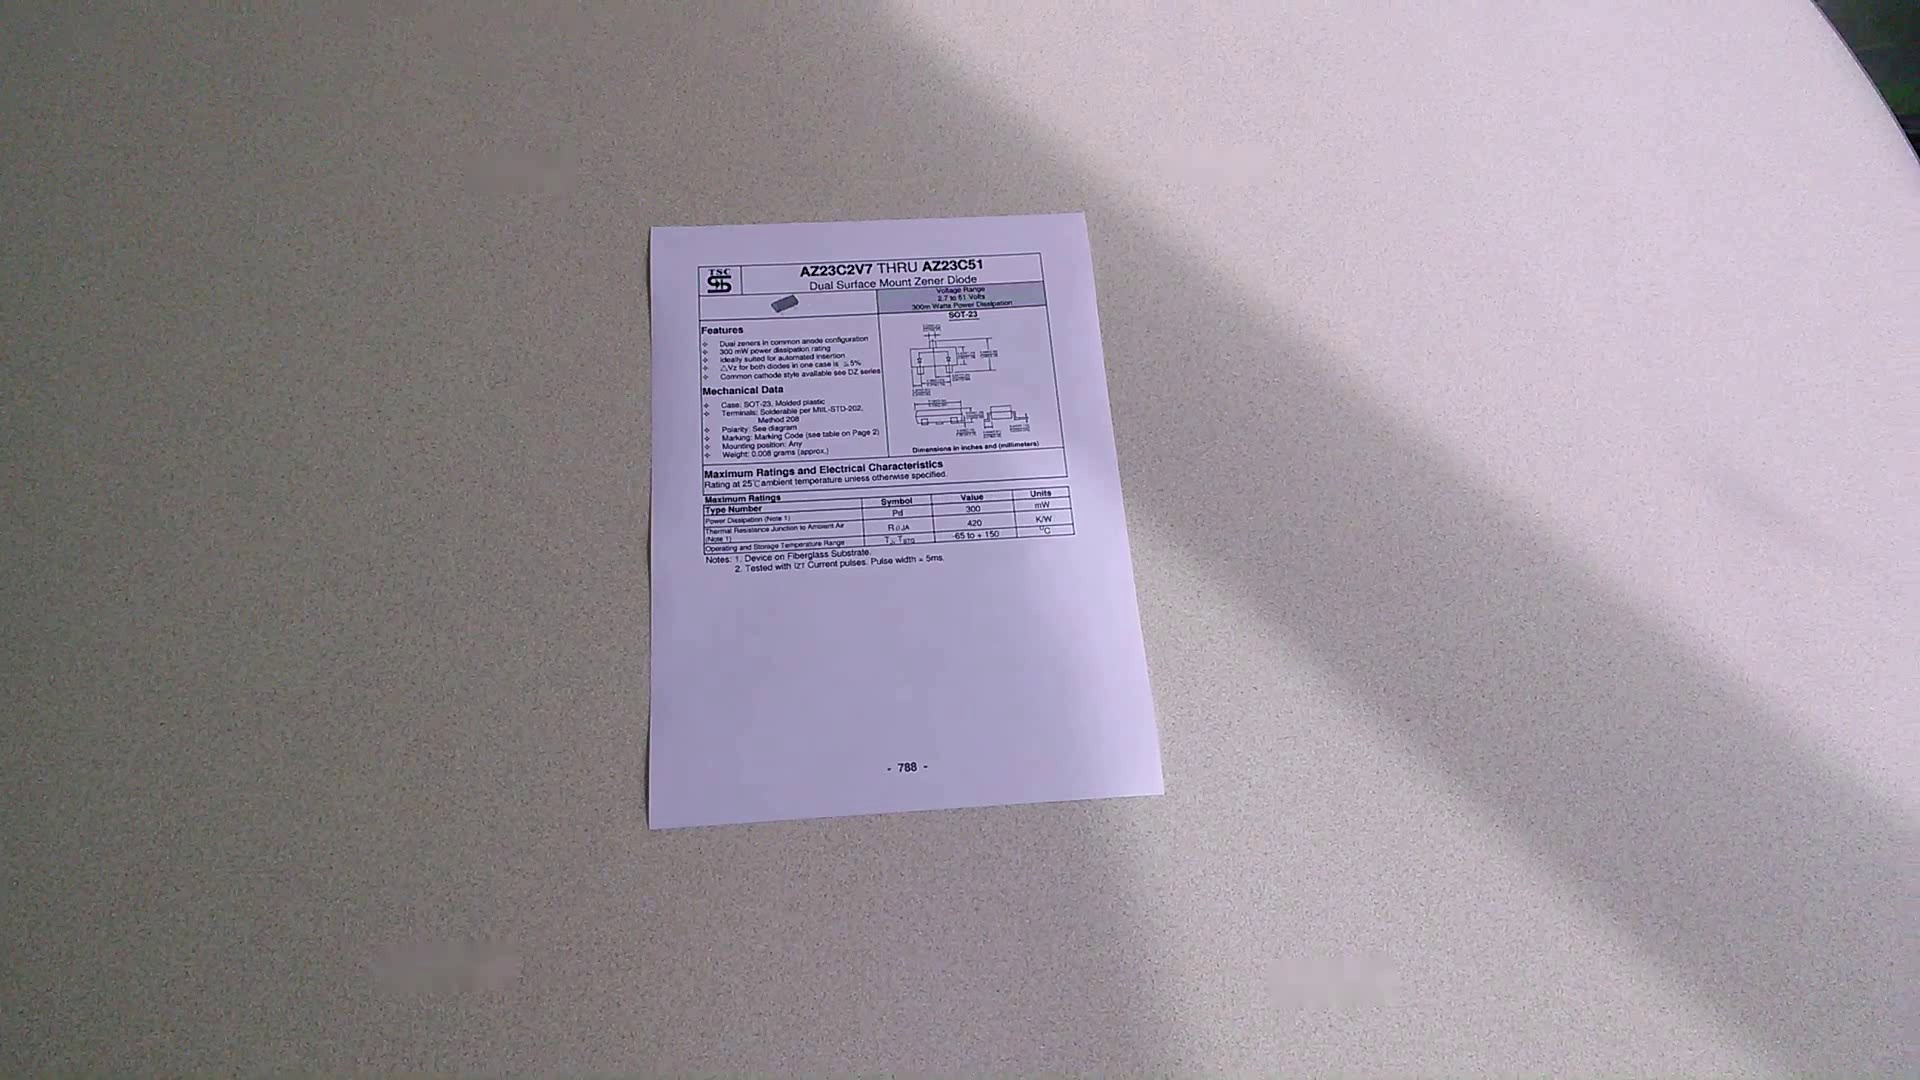 TSC
AZ23C2V7 THRU AZ23C51
Dual Surface Mount Zener Diode
Voltage Range
2.7 to 51 Volts
300m Watts Power Dissipation
SOT-23
Features
Dual zeners in common anode configuration
300 mW power dissipation rating
Ideally suited for automated insertion
△Vz for both diodes in one case is ≦5%
Common cathode style available see DZ series
Mechanical Data
Case: SOT-23, Molded plastic
Terminals: Solderable per MIL-STD-202,
Method 208
Polarity: See diagram
Marking: Marking Code (see table on Page 2)
Mounting position: Any
Weight: 0.008 grams (approx.)
Dimensions in inches and (millimeters)
Maximum Ratings and Electrical Characteristics
Rating at 25℃ambient temperature unless otherwise specified.
Maximum Ratings
Type Number Symbol Value Units
Power Dissipation (Note 1) Pd 300 mW
Thermal Resistance Junction to Ambient Air
(Note 1) RθJA 420 K/W
Operating and Storage Temperature Range TJ, TSTG -65 to + 150 °C
Notes: 1. Device on Fiberglass Substrate.
2. Tested with IZT Current pulses. Pulse width = 5ms.
- 788 -